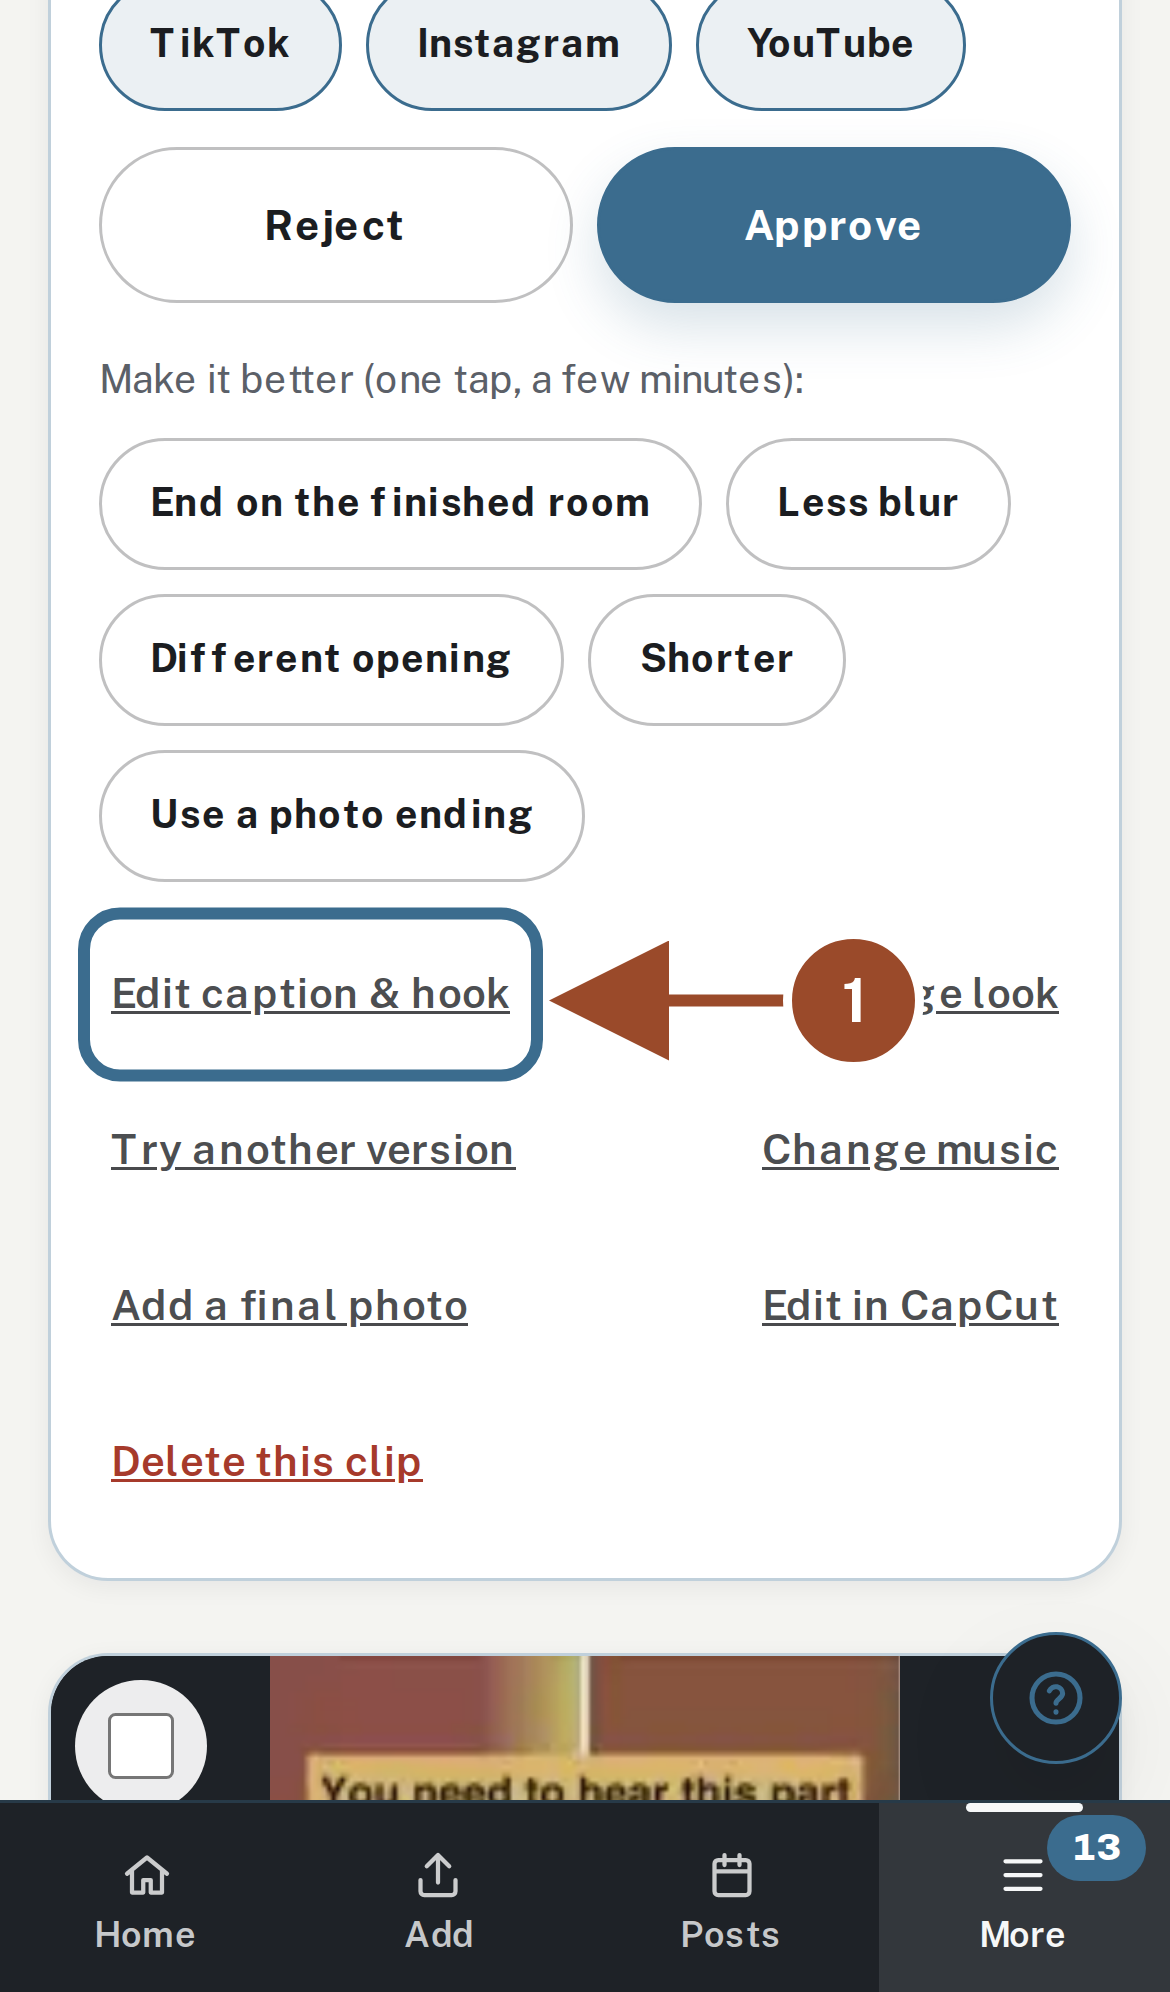 TikTok Instagram YouTube
Reject Approve
Make it better (one tap, a few minutes):
End on the finished room Less blur
Different opening Shorter
Use a photo ending
Edit caption & hook 1 ge look
Try another version Change music
Add a final photo Edit in CapCut
Delete this clip
You need to hear this part
13
Home Add Posts More